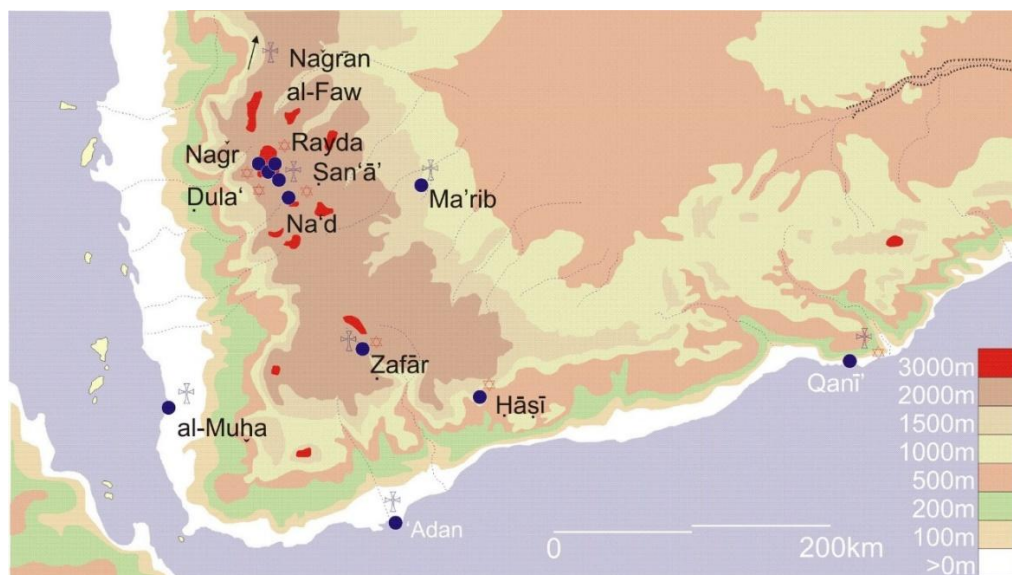 Naǧrān
al-Faw
Rayda
Naǧr
Ṣan‘ā’
Ma’rib
Ḍula‘
Na‘d
Ẓafār
Qanī’
Ḥāṣī
al-Muḫa
‘Adan
0 200km
3000m
2000m
1500m
1000m
500m
200m
100m
>0m